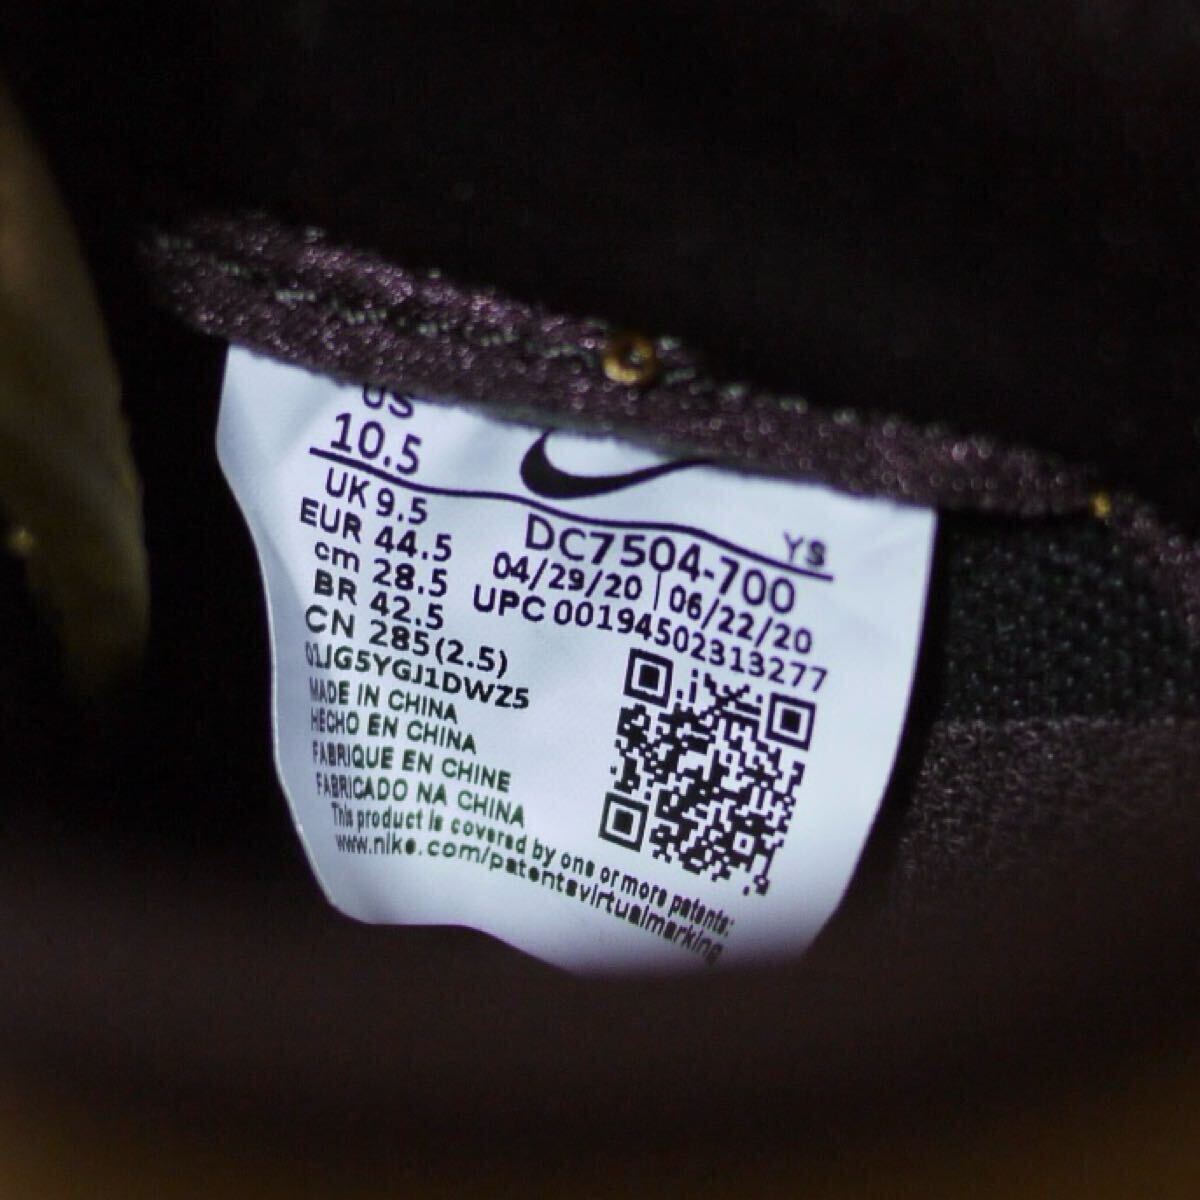 US
10.5
UK 9.5
EUR 44.5
cm 28.5
BR 42.5
CN 285(2.5)
01JG5YGJ1DWZ5
MADE IN CHINA
HECHO EN CHINA
FABRIQUE EN CHINE
FABRICADO NA CHINA
This product is covered by one or more patents:
www.nike.com/patentsvirtualmarking
YS
DC7504-700
04/29/20 | 06/22/20
UPC 00194502313277